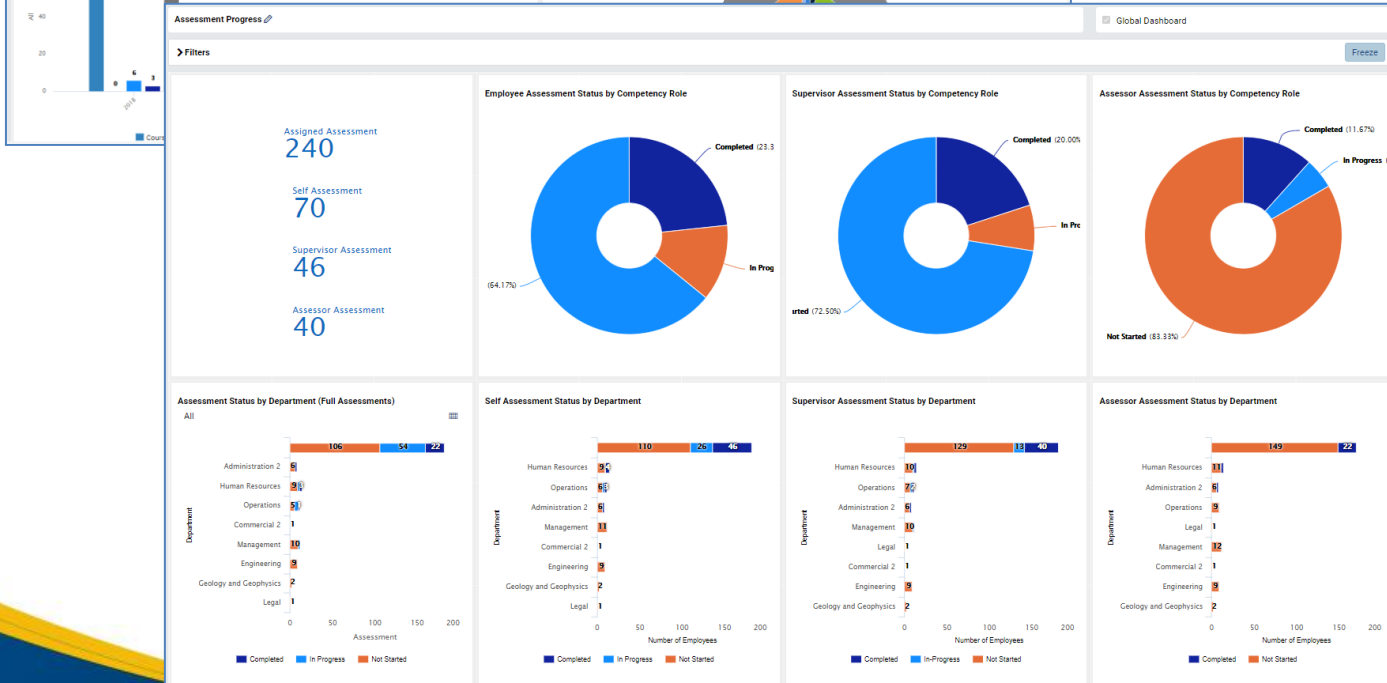 All
40
20
0
0
6
3
2018
Assessment Progress
Global Dashboard
Filters
Freeze
Assigned Assessment
240
Self Assessment
70
Supervisor Assessment
46
Assessor Assessment
40
Employee Assessment Status by Competency Role
Completed (23.3
In Prog
(64.17%)
Supervisor Assessment Status by Competency Role
Completed (20.00%
In Pro
rted (72.50%)
Assessor Assessment Status by Competency Role
Completed (11.67%)
In Progress (
Not Started (83.33%)
Assessment Status by Department (Full Assessments)
All
106 54 22
Administration 2 6
Human Resources 9
Operations 5
Commercial 2 1
Management 10
Engineering 9
Geology and Geophysics 2
Legal 1
Department
0 50 100 150 200
Assessment
Completed In Progress Not Started
Self Assessment Status by Department
110 26 46
Human Resources 9
Operations 6
Administration 2 6
Management 11
Commercial 2 1
Engineering 9
Geology and Geophysics 2
Legal 1
Department
0 50 100 150 200
Number of Employees
Completed In Progress Not Started
Supervisor Assessment Status by Department
129 13 40
Human Resources 10
Operations 7
Administration 2 6
Management 10
Legal 1
Commercial 2 1
Engineering 9
Geology and Geophysics 2
Department
0 50 100 150 200
Number of Employees
Completed In-Progress Not Started
Assessor Assessment Status by Department
149 22
Human Resources 11
Administration 2 6
Operations 9
Legal 1
Management 12
Commercial 2 1
Engineering 9
Geology and Geophysics 2
Department
0 50 100 150 200
Number of Employees
Completed Not Started